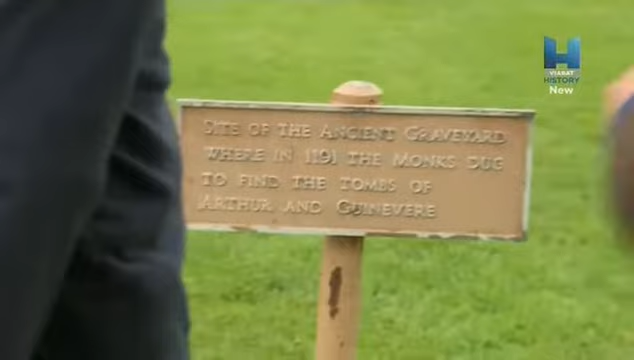 SITE OF THE ANCIENT GRAVEYARD
WHERE IN 1191 THE MONKS DUG
TO FIND THE TOMBS OF
ARTHUR AND GUINEVERE
H
VIASAT
HISTORY
New